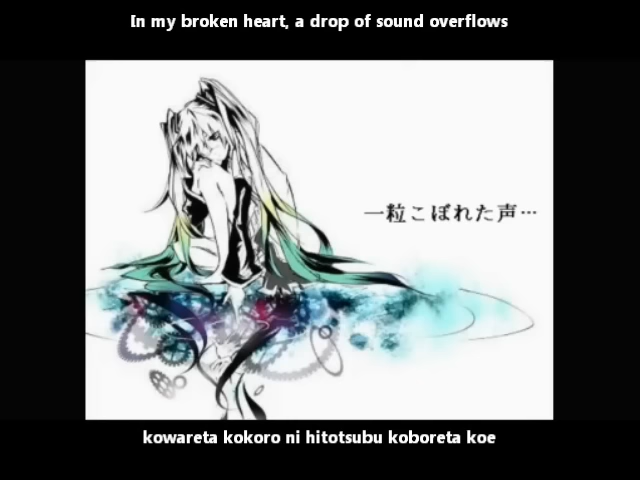 In my broken heart, a drop of sound overflows
一粒こぼれた声…
kowareta kokoro ni hitotsubu koboreta koe